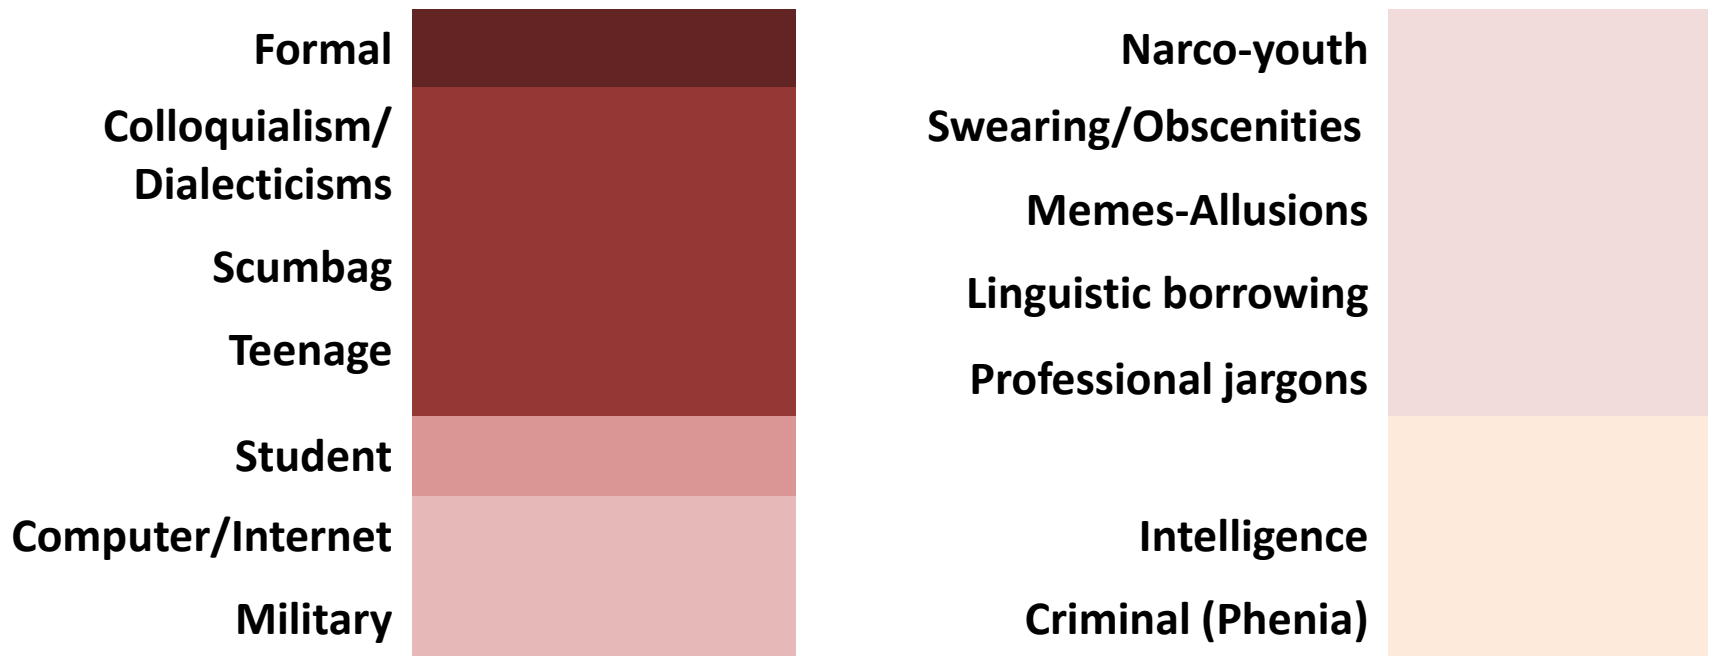 Formal
Colloquialism/
Dialecticisms
Scumbag
Teenage
Student
Computer/Internet
Military
Narco-youth
Swearing/Obscenities
Memes-Allusions
Linguistic borrowing
Professional jargons
Intelligence
Criminal (Phenia)